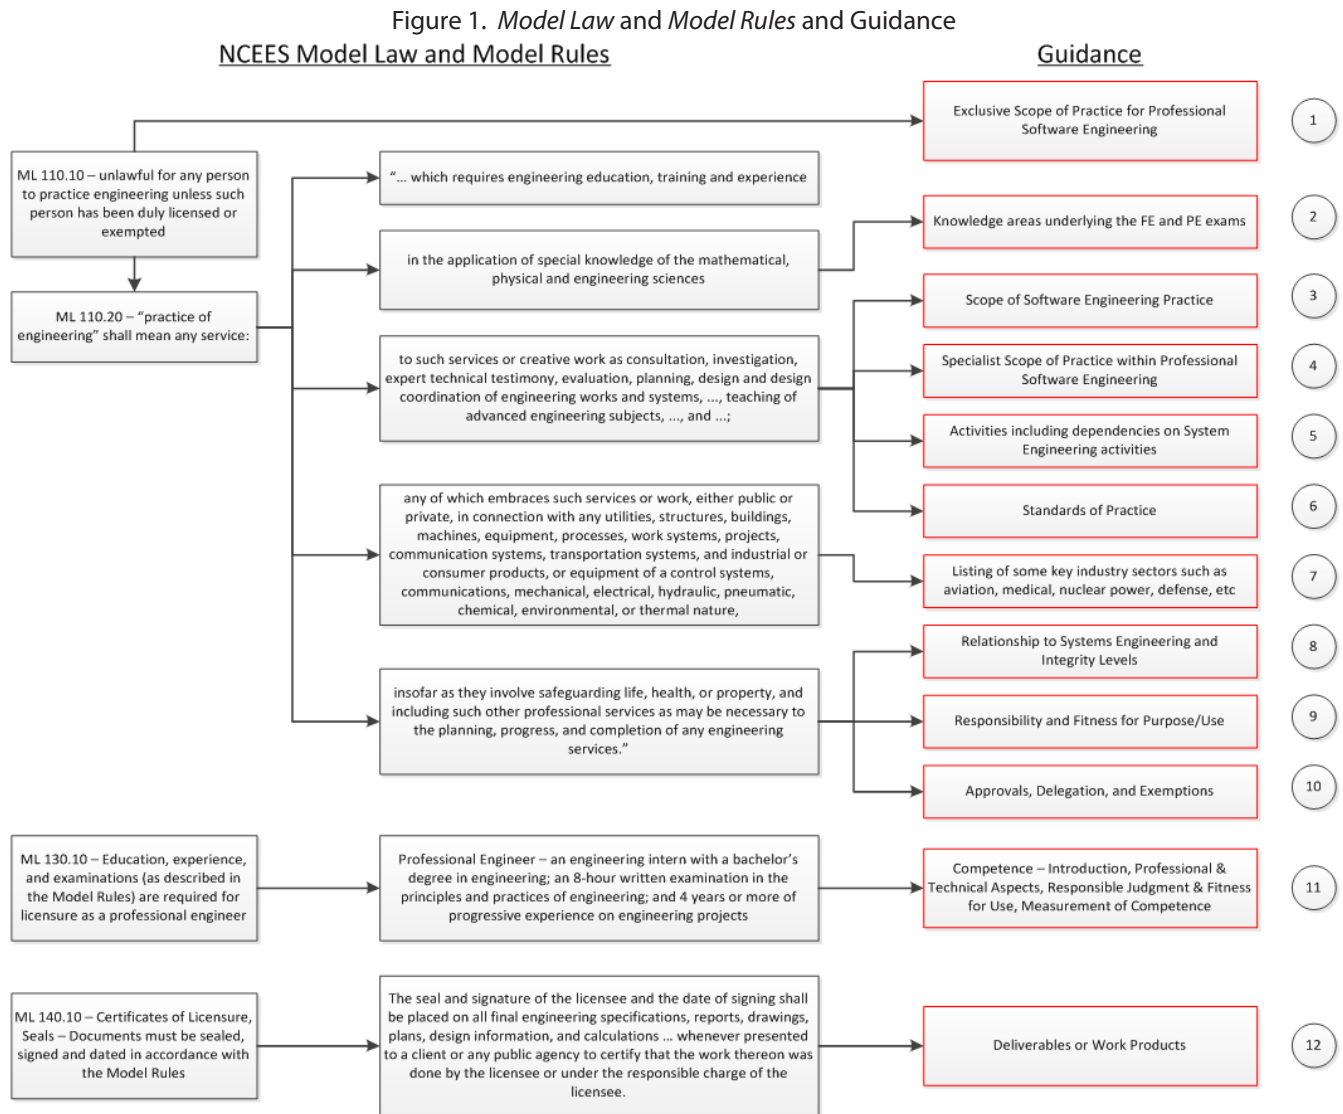 Figure 1. Model Law and Model Rules and Guidance
NCEES Model Law and Model Rules
Guidance
Exclusive Scope of Practice for Professional
Software Engineering
1
ML 110.10 – unlawful for any person
to practice engineering unless such
person has been duly licensed or
exempted
"... which requires engineering education, training and experience
Knowledge areas underlying the FE and PE exams
2
in the application of special knowledge of the mathematical,
physical and engineering sciences
ML 110.20 – "practice of
engineering" shall mean any service:
Scope of Software Engineering Practice
3
to such services or creative work as consultation, investigation,
expert technical testimony, evaluation, planning, design and design
coordination of engineering works and systems, ..., teaching of
advanced engineering subjects, ..., and ...;
Specialist Scope of Practice within Professional
Software Engineering
4
Activities including dependencies on System
Engineering activities
5
Standards of Practice
6
any of which embraces such services or work, either public or
private, in connection with any utilities, structures, buildings,
machines, equipment, processes, work systems, projects,
communication systems, transportation systems, and industrial or
consumer products, or equipment of a control systems,
communications, mechanical, electrical, hydraulic, pneumatic,
chemical, environmental, or thermal nature,
Listing of some key industry sectors such as
aviation, medical, nuclear power, defense, etc
7
Relationship to Systems Engineering and
Integrity Levels
8
insofar as they involve safeguarding life, health, or property, and
including such other professional services as may be necessary to
the planning, progress, and completion of any engineering
services."
Responsibility and Fitness for Purpose/Use
9
Approvals, Delegation, and Exemptions
10
ML 130.10 – Education, experience,
and examinations (as described in
the Model Rules) are required for
licensure as a professional engineer
Professional Engineer – an engineering intern with a bachelor's
degree in engineering; an 8-hour written examination in the
principles and practices of engineering; and 4 years or more of
progressive experience on engineering projects
Competence – Introduction, Professional &
Technical Aspects, Responsible Judgment & Fitness
for Use, Measurement of Competence
11
ML 140.10 – Certificates of Licensure,
Seals – Documents must be sealed,
signed and dated in accordance with
the Model Rules
The seal and signature of the licensee and the date of signing shall
be placed on all final engineering specifications, reports, drawings,
plans, design information, and calculations ... whenever presented
to a client or any public agency to certify that the work thereon was
done by the licensee or under the responsible charge of the
licensee.
Deliverables or Work Products
12